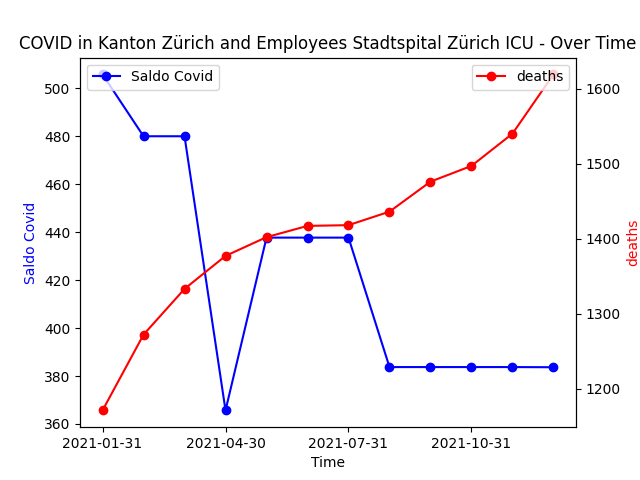 COVID in Kanton Zürich and Employees Stadtspital Zürich ICU - Over Time
Saldo Covid
deaths
500
480
460
440
420
400
380
360
Saldo Covid
1600
1500
1400
1300
1200
deaths
2021-01-31
2021-04-30
2021-07-31
2021-10-31
Time